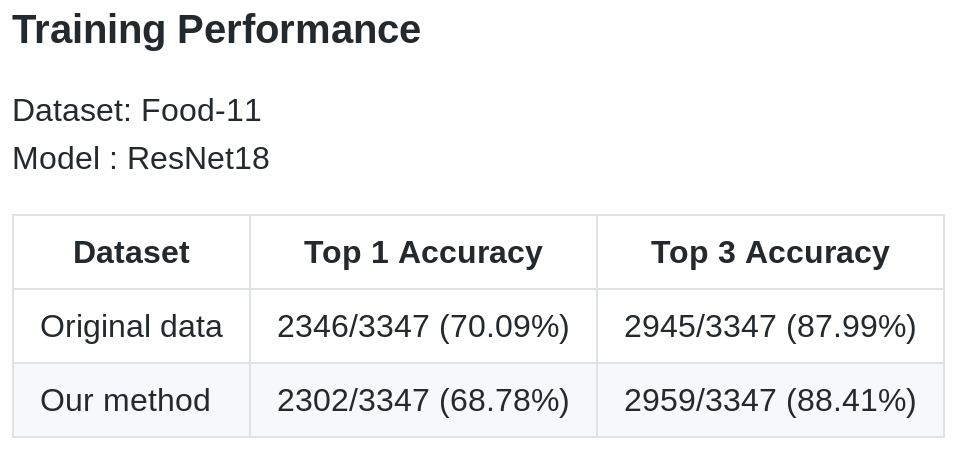 Training Performance
Dataset: Food-11
Model : ResNet18
Dataset Top 1 Accuracy Top 3 Accuracy
Original data 2346/3347 (70.09%) 2945/3347 (87.99%)
Our method 2302/3347 (68.78%) 2959/3347 (88.41%)